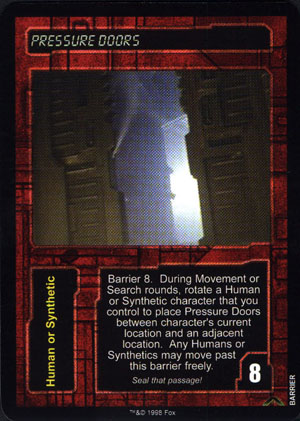 PRESSURE DOORS
Human or Synthetic
Barrier 8. During Movement or
Search rounds, rotate a Human
or Synthetic character that you
control to place Pressure Doors
between character's current
location and an adjacent
location. Any Humans or
Synthetics may move past
this barrier freely.
Seal that passage!
8
BARRIER
™&© 1998 Fox